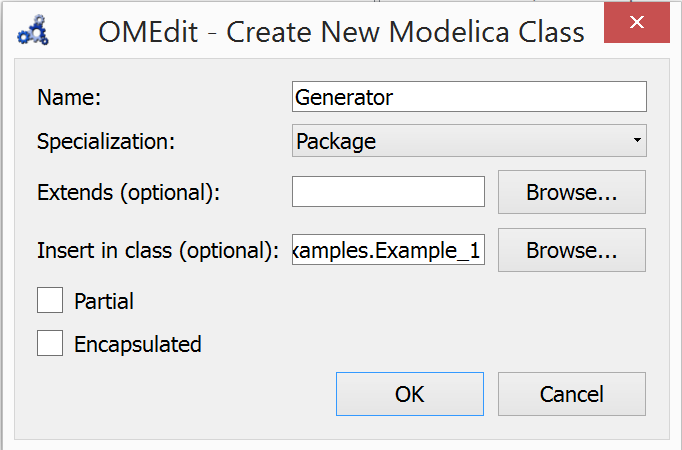 OMEdit - Create New Modelica Class
Name: Generator
Specialization: Package
Extends (optional): Browse...
Insert in class (optional): xamples.Example_1 Browse...
Partial
Encapsulated
OK Cancel